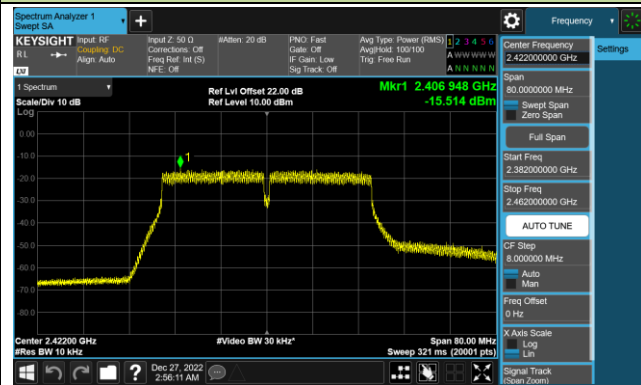 Spectrum Analyzer 1
Swept SA
Frequency
KEYSIGHT
RL
Input: RF
Coupling: DC
Align: Auto
Input Z: 50 Ω
Corrections: Off
Freq Ref: Int (S)
NFE: Off
#Atten: 20 dB
PNO: Fast
Gate: Off
IF Gain: Low
Sig Track: Off
Avg Type: Power (RMS)
Avg|Hold: 100/100
Trig: Free Run
1 2 3 4 5 6
A W W W W W
A N N N N N
LXI
1 Spectrum
Scale/Div 10 dB
Ref Lvl Offset 22.00 dB
Ref Level 10.00 dBm
Mkr1 2.406 948 GHz
-15.514 dBm
Log
0.00
-10.0
-20.0
-30.0
-40.0
-50.0
-60.0
-70.0
-80.0
1
Center 2.42200 GHz
#Res BW 10 kHz
#Video BW 30 kHz*
Span 80.00 MHz
Sweep 321 ms (20001 pts)
Dec 27, 2022
2:56:11 AM
Center Frequency
2.422000000 GHz
Span
80.0000000 MHz
Swept Span
Zero Span
Full Span
Start Freq
2.382000000 GHz
Stop Freq
2.462000000 GHz
AUTO TUNE
CF Step
8.000000 MHz
Auto
Man
Freq Offset
0 Hz
X Axis Scale
Log
Lin
Signal Track
(Span Zoom)
Settings